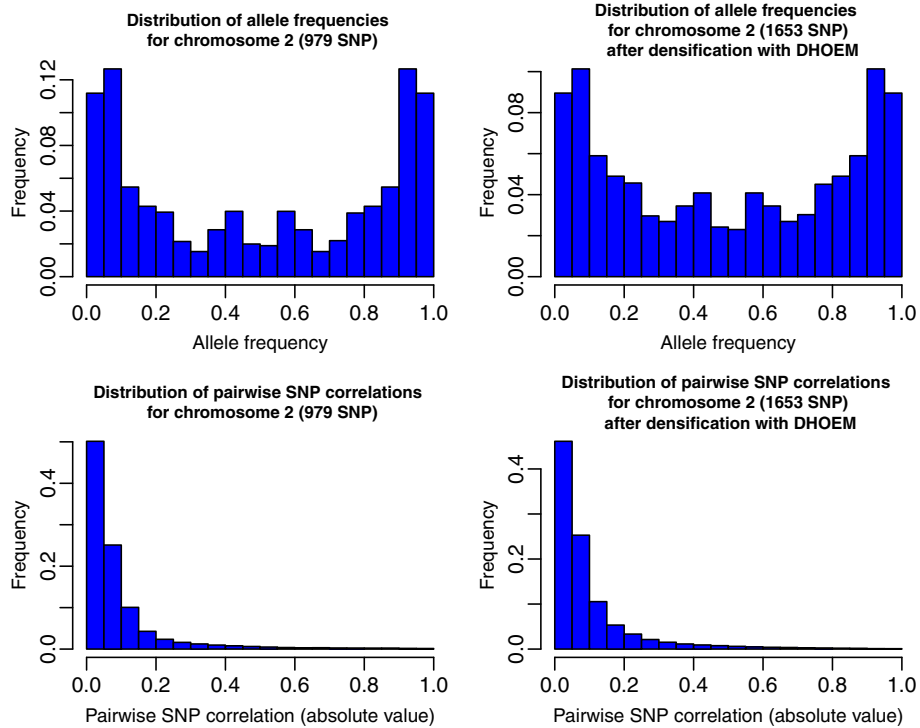 Distribution of allele frequencies
for chromosome 2 (979 SNP)
Frequency
0.00
0.04
0.08
0.12
0.0
0.2
0.4
0.6
0.8
1.0
Allele frequency
Distribution of allele frequencies
for chromosome 2 (1653 SNP)
after densification with DHOEM
Frequency
0.00
0.04
0.08
0.0
0.2
0.4
0.6
0.8
1.0
Allele frequency
Distribution of pairwise SNP correlations
for chromosome 2 (979 SNP)
Frequency
0.0
0.2
0.4
0.0
0.2
0.4
0.6
0.8
1.0
Pairwise SNP correlation (absolute value)
Distribution of pairwise SNP correlations
for chromosome 2 (1653 SNP)
after densification with DHOEM
Frequency
0.0
0.2
0.4
0.0
0.2
0.4
0.6
0.8
1.0
Pairwise SNP correlation (absolute value)